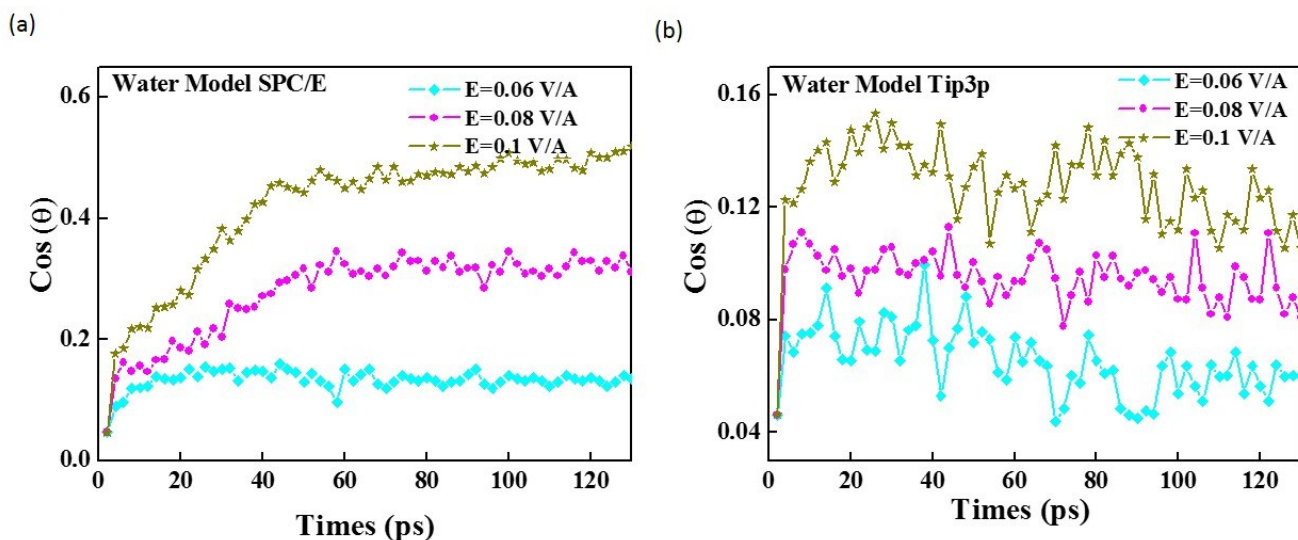 (a)
Water Model SPC/E
E=0.06 V/A
E=0.08 V/A
E=0.1 V/A
0.6
0.4
0.2
0.0
Cos (θ)
0 20 40 60 80 100 120
Times (ps)
(b)
Water Model Tip3p
E=0.06 V/A
E=0.08 V/A
E=0.1 V/A
0.16
0.12
0.08
0.04
Cos (θ)
0 20 40 60 80 100 120
Times (ps)